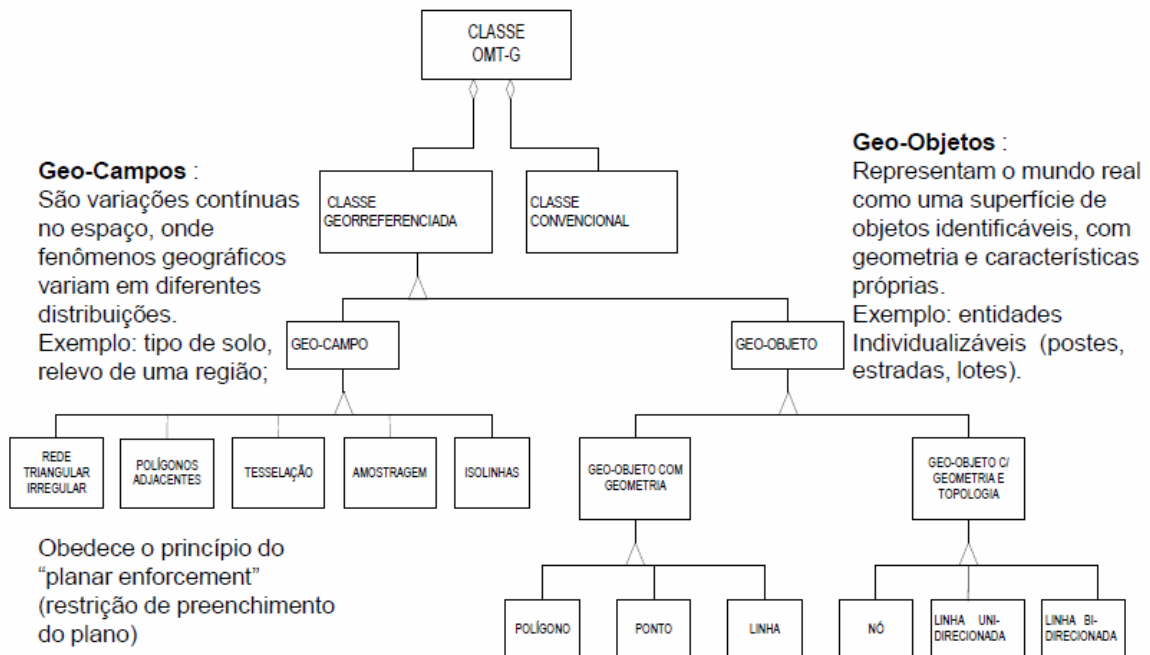 CLASSE
OMT-G
Geo-Campos :
São variações contínuas
no espaço, onde
fenômenos geográficos
variam em diferentes
distribuições.
Exemplo: tipo de solo,
relevo de uma região;
CLASSE
GEORREFERENCIADA
CLASSE
CONVENCIONAL
Geo-Objetos :
Representam o mundo real
como uma superfície de
objetos identificáveis, com
geometria e características
próprias.
Exemplo: entidades
Individualizáveis (postes,
estradas, lotes).
GEO-CAMPO
GEO-OBJETO
REDE
TRIANGULAR
IRREGULAR
POLÍGONOS
ADJACENTES
TESSELAÇÃO
AMOSTRAGEM
ISOLINHAS
GEO-OBJETO COM
GEOMETRIA
GEO-OBJETO C/
GEOMETRIA E
TOPOLOGIA
Obedece o princípio do
“planar enforcement”
(restrição de preenchimento
do plano)
POLÍGONO
PONTO
LINHA
NÓ
LINHA UNI-
DIRECIONADA
LINHA BI-
DIRECIONADA